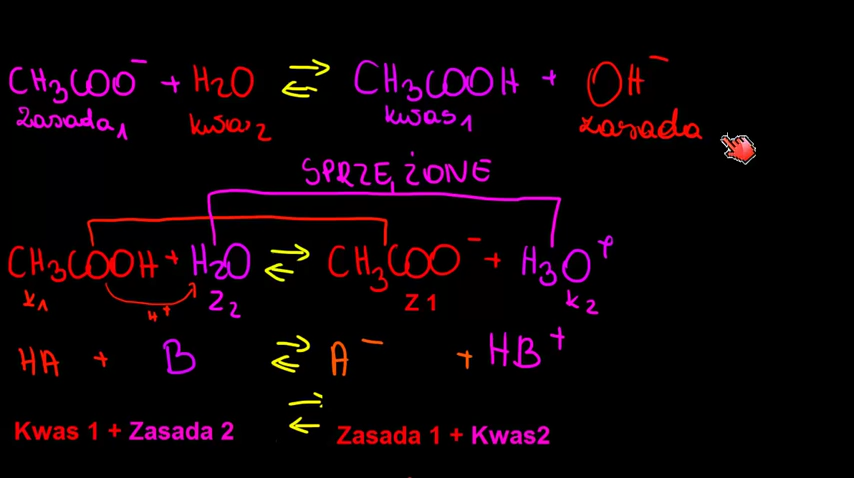 CH3COO⁻ + H2O ⇌ CH3COOH + OH⁻
Zasada1 kwas2 kwas1 zasada
SPRZĘŻONE
CH3COOH + H2O ⇌ CH3COO⁻ + H3O⁺
k1 Z2 Z1 k2
H⁺
HA + B ⇌ A⁻ + HB⁺
Kwas 1 + Zasada 2 ⇌ Zasada 1 + Kwas2